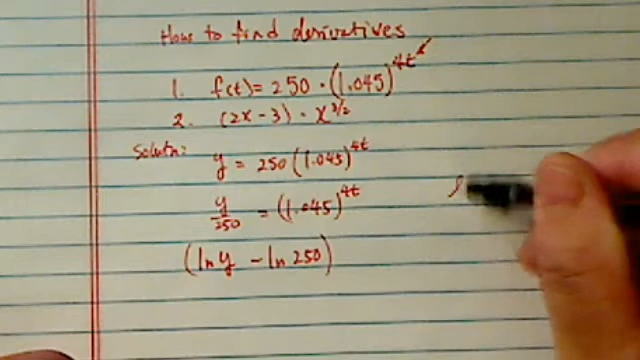 How to find derivatives
1. f(t) = 250 · (1.045)^4t
2. (2x - 3) · x^3/2
Solutn: y = 250 (1.045)^4t
y/250 = (1.045)^4t
(ln y - ln 250)